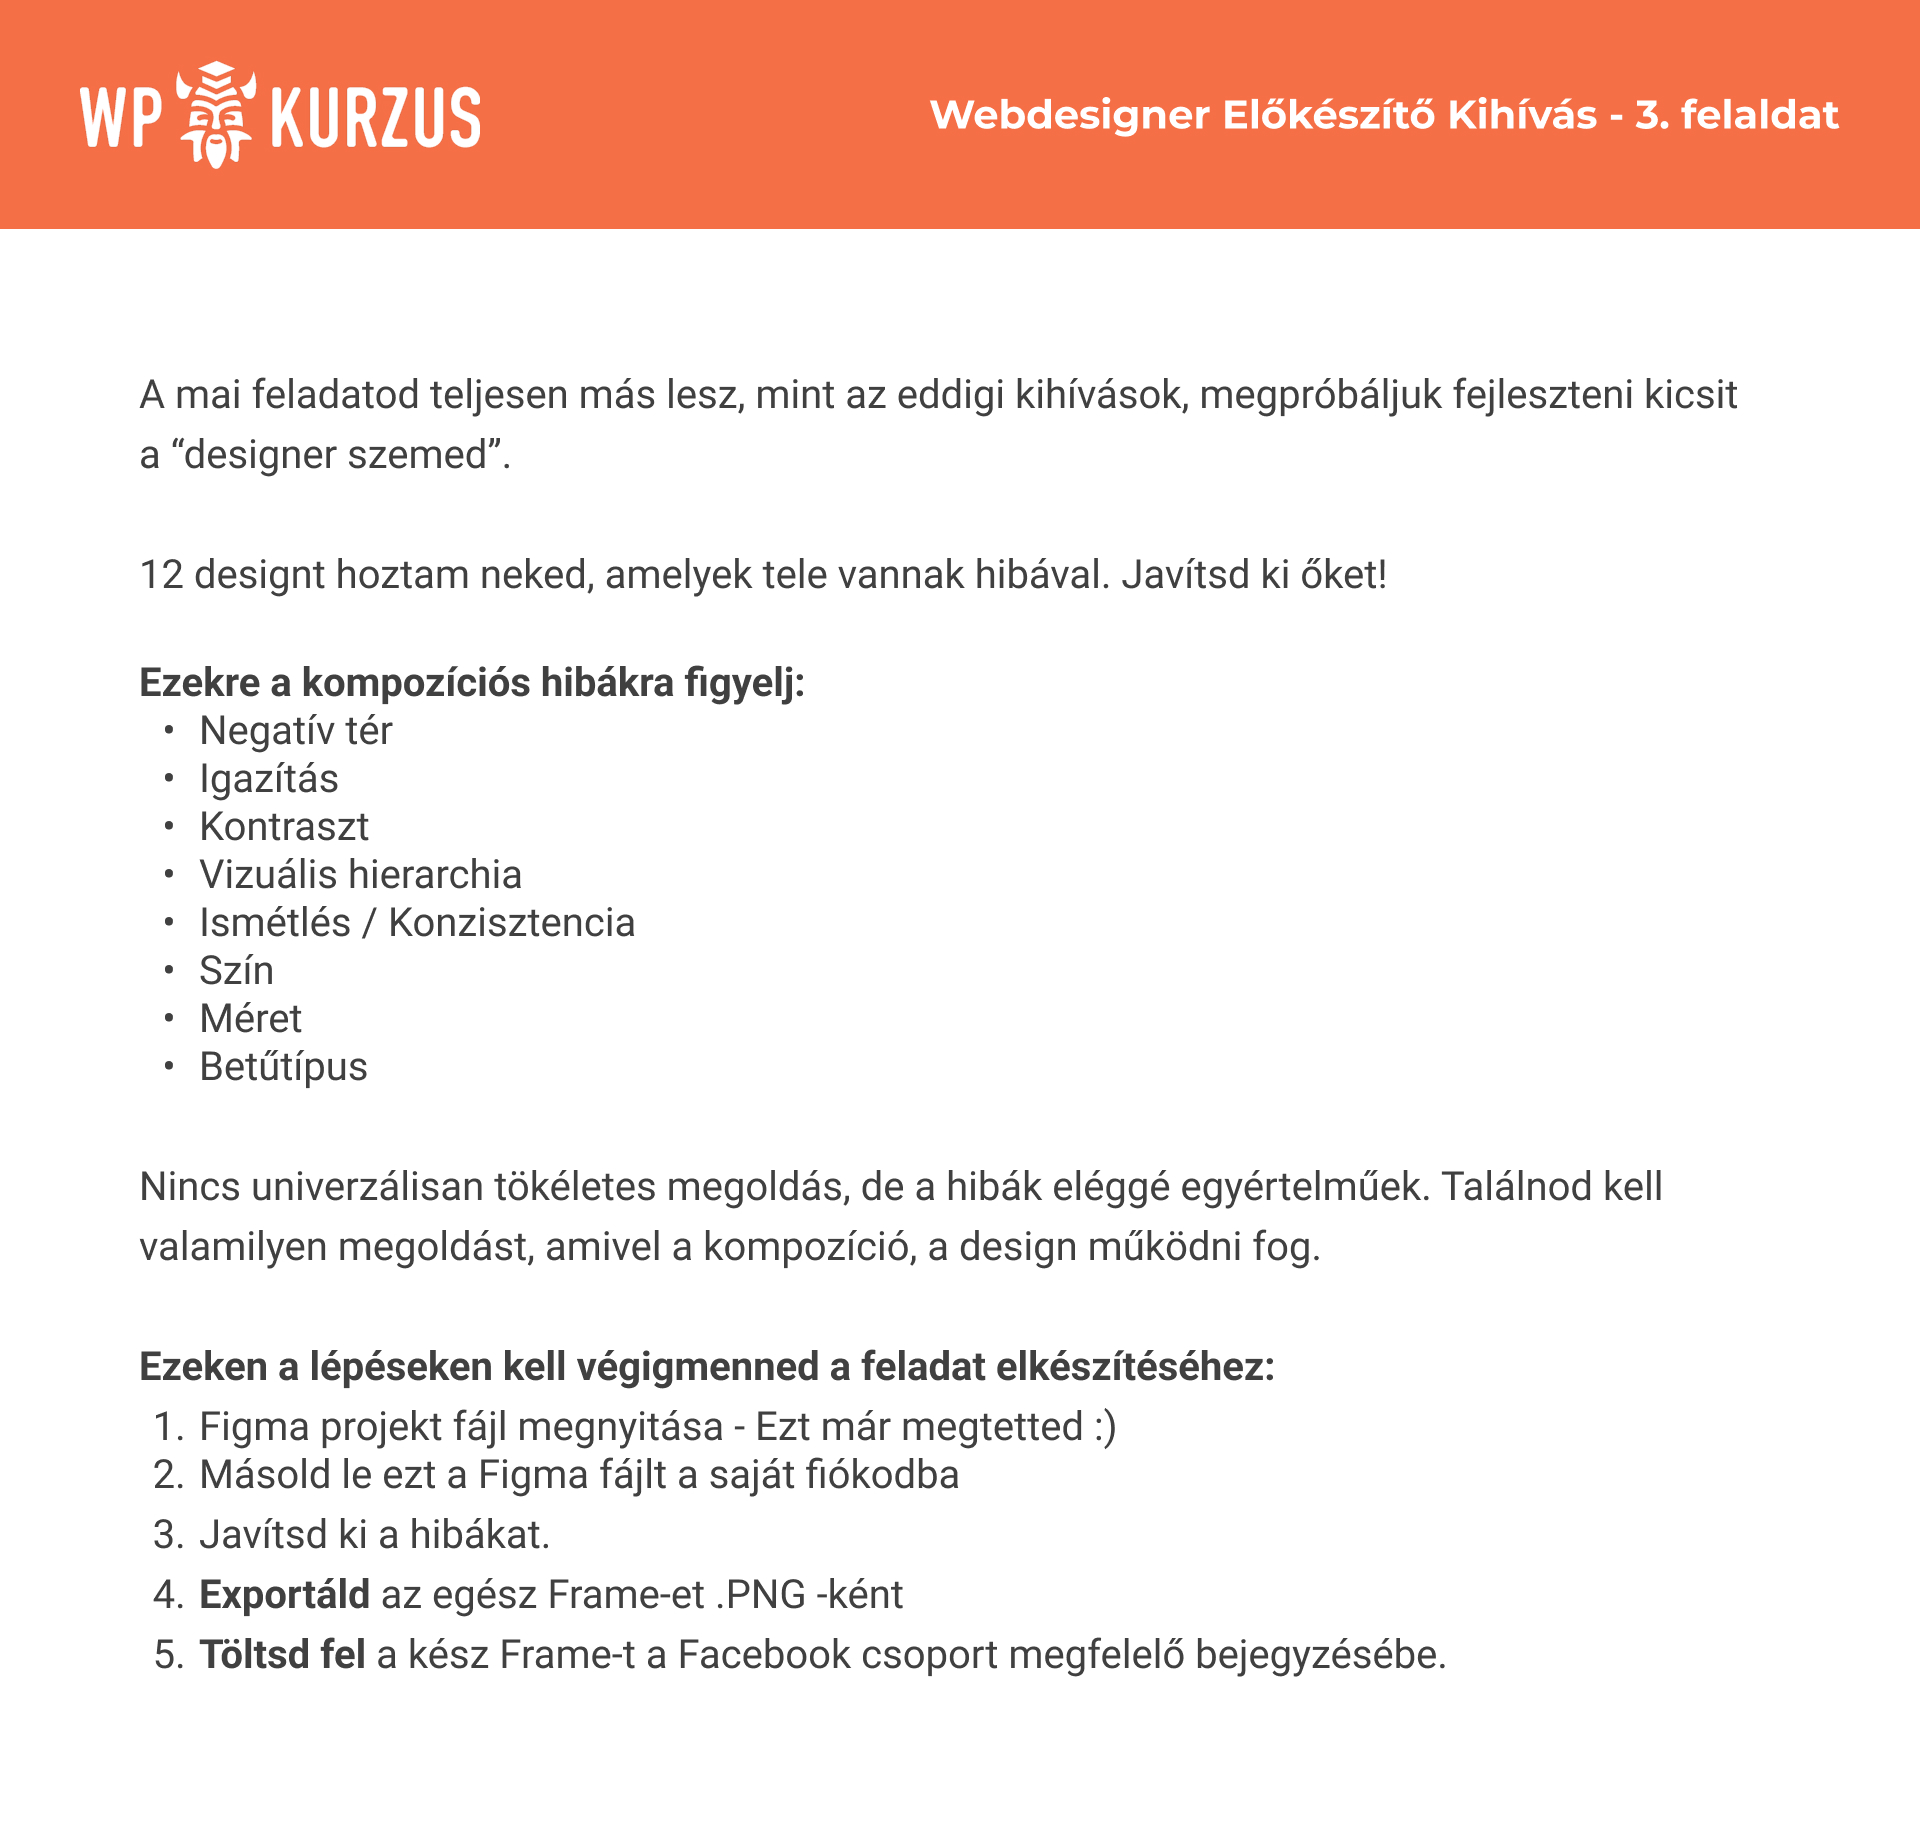 WP KURZUS
Webdesigner Előkészítő Kihívás - 3. felaldat
A mai feladatod teljesen más lesz, mint az eddigi kihívások, megpróbáljuk fejleszteni kicsit
a “designer szemed”.
12 designt hoztam neked, amelyek tele vannak hibával. Javítsd ki őket!
Ezekre a kompozíciós hibákra figyelj:
• Negatív tér
• Igazítás
• Kontraszt
• Vizuális hierarchia
• Ismétlés / Konzisztencia
• Szín
• Méret
• Betűtípus
Nincs univerzálisan tökéletes megoldás, de a hibák eléggé egyértelműek. Találnod kell
valamilyen megoldást, amivel a kompozíció, a design működni fog.
Ezeken a lépéseken kell végigmenned a feladat elkészítéséhez:
1. Figma projekt fájl megnyitása - Ezt már megtetted :)
2. Másold le ezt a Figma fájlt a saját fiókodba
3. Javítsd ki a hibákat.
4. Exportáld az egész Frame-et .PNG -ként
5. Töltsd fel a kész Frame-t a Facebook csoport megfelelő bejegyzésébe.